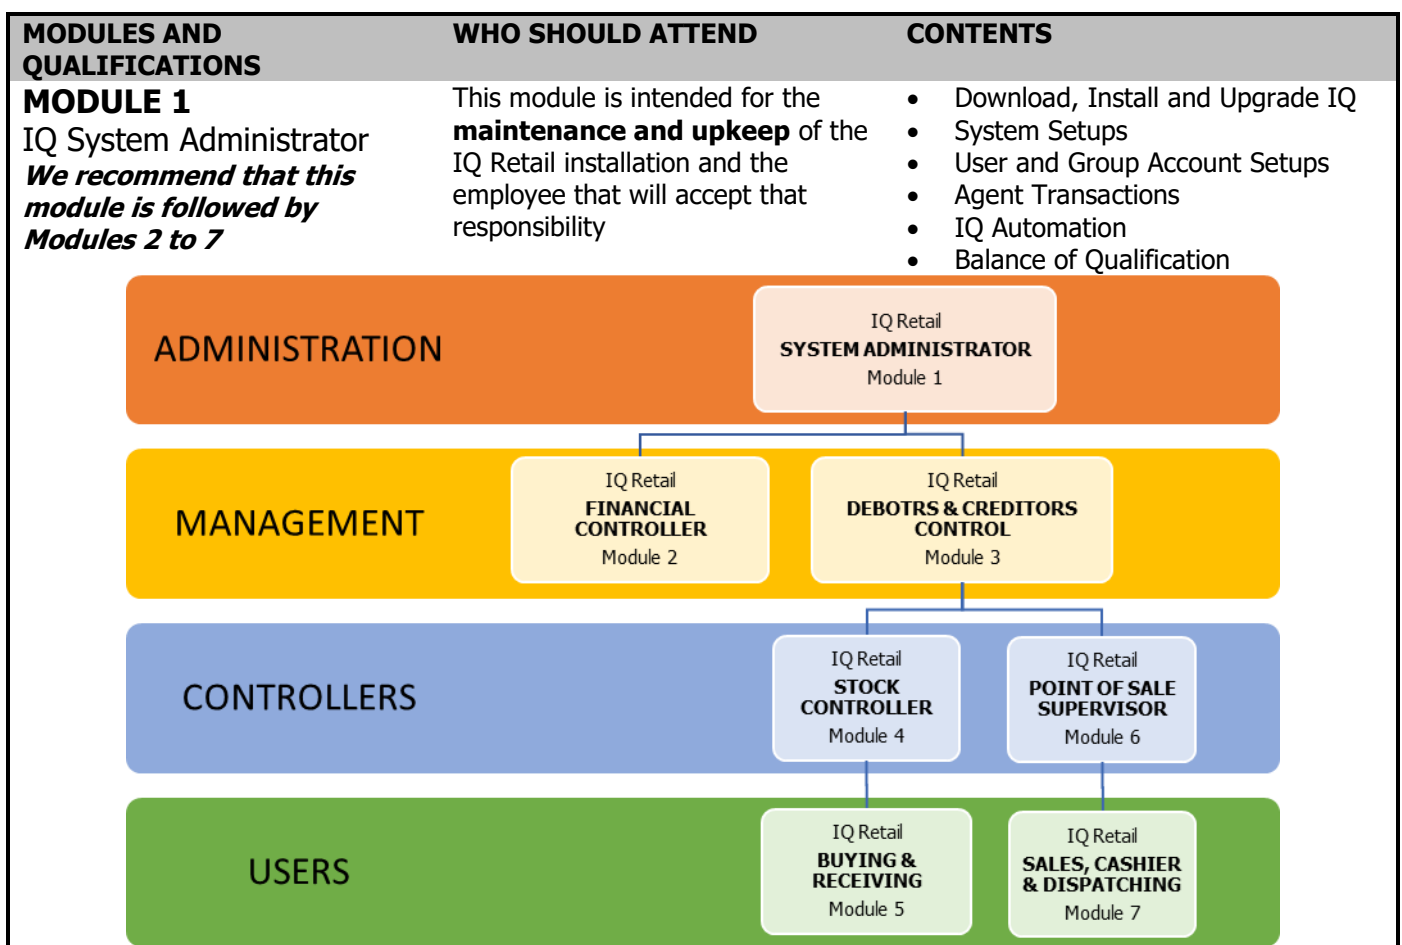 MODULES AND
QUALIFICATIONS
WHO SHOULD ATTEND
CONTENTS
MODULE 1
IQ System Administrator
We recommend that this
module is followed by
Modules 2 to 7
This module is intended for the
maintenance and upkeep of the
IQ Retail installation and the
employee that will accept that
responsibility
• Download, Install and Upgrade IQ
• System Setups
• User and Group Account Setups
• Agent Transactions
• IQ Automation
• Balance of Qualification
ADMINISTRATION
IQ Retail
SYSTEM ADMINISTRATOR
Module 1
MANAGEMENT
IQ Retail
FINANCIAL
CONTROLLER
Module 2
IQ Retail
DEBOTRS & CREDITORS
CONTROL
Module 3
CONTROLLERS
IQ Retail
STOCK
CONTROLLER
Module 4
IQ Retail
POINT OF SALE
SUPERVISOR
Module 6
USERS
IQ Retail
BUYING &
RECEIVING
Module 5
IQ Retail
SALES, CASHIER
& DISPATCHING
Module 7